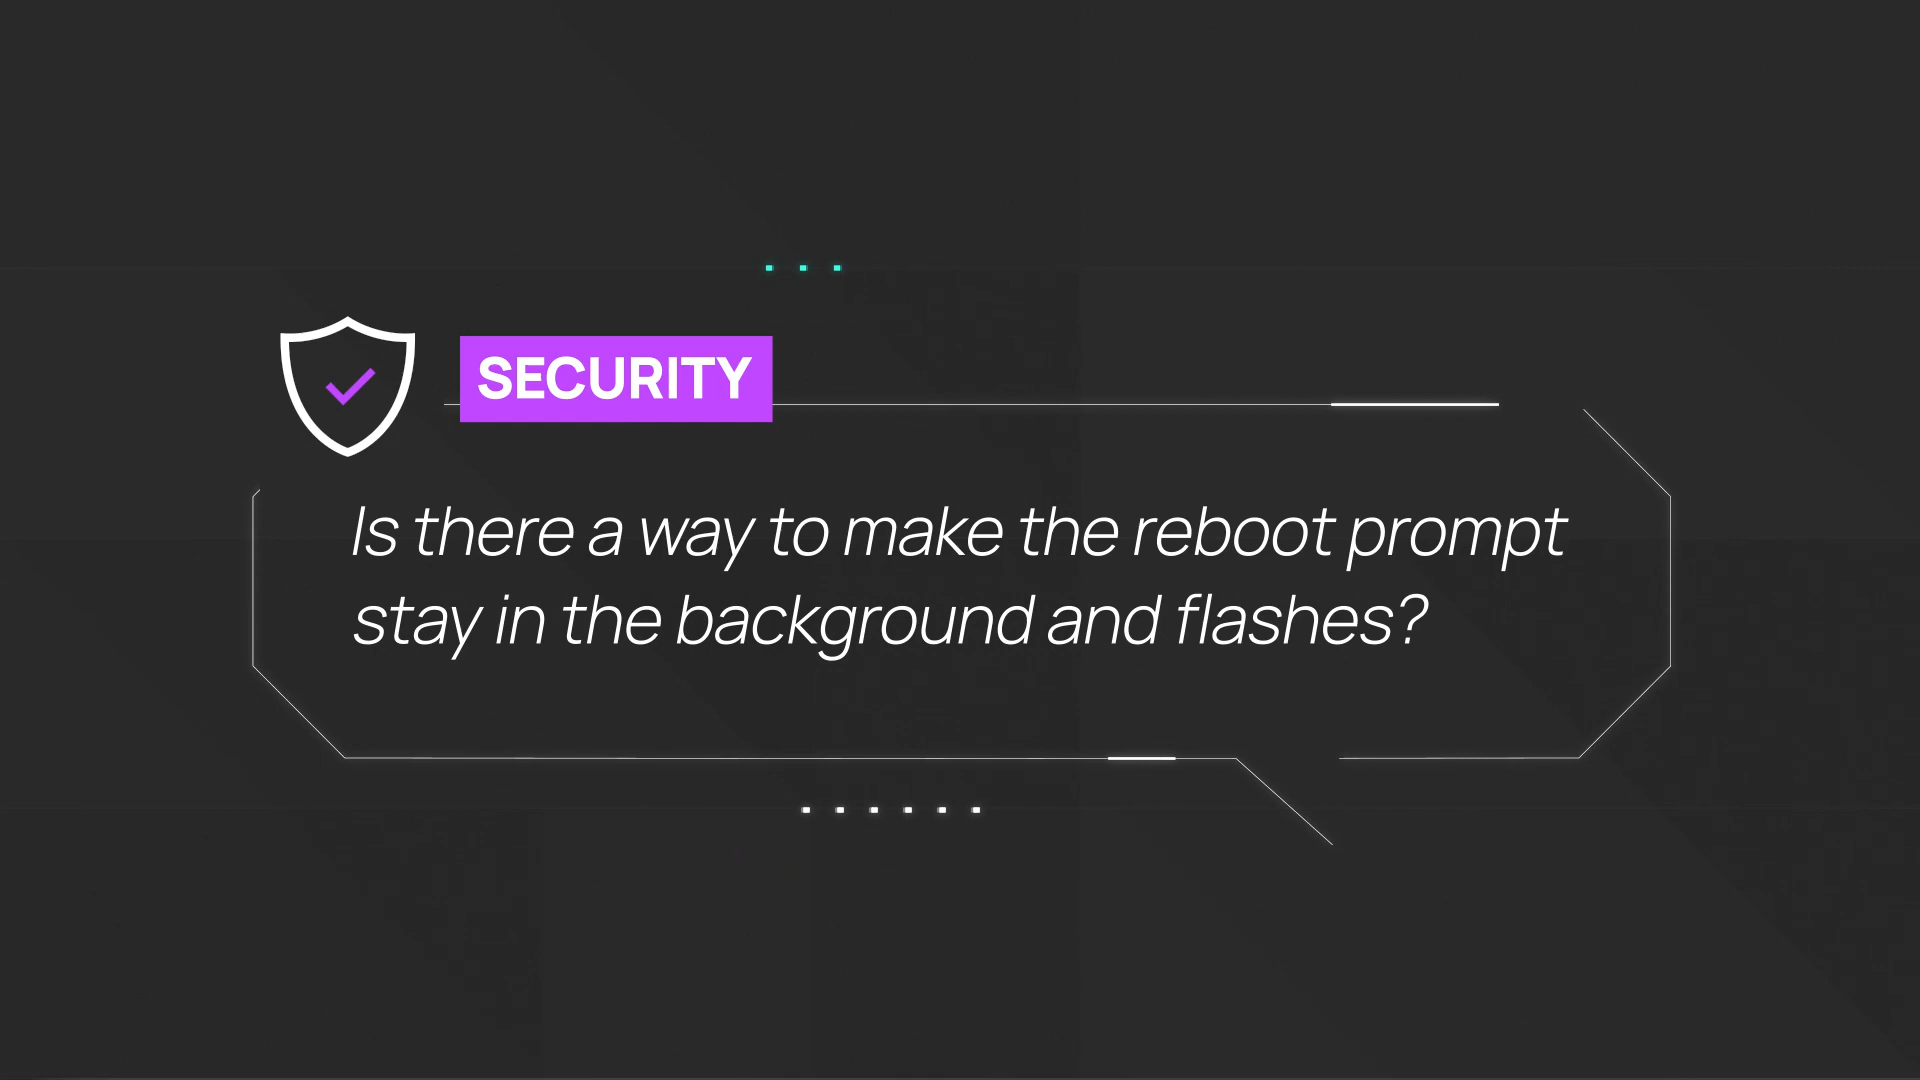 SECURITY
Is there a way to make the reboot prompt
stay in the background and flashes?